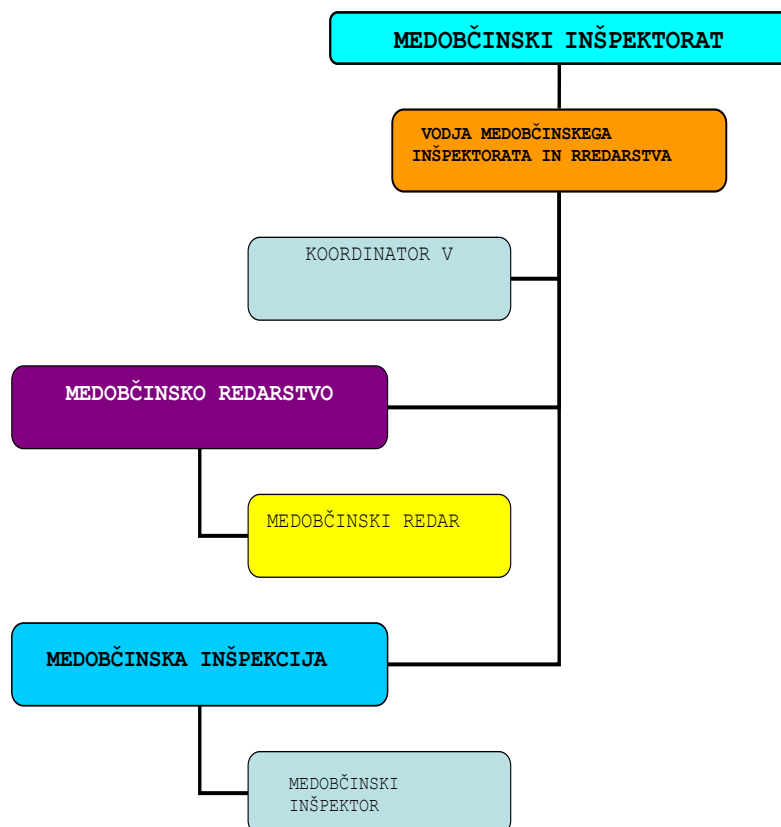 MEDOBČINSKI INŠPEKTORAT
VODJA MEDOBČINSKEGA
INŠPEKTORATA IN RREDARSTVA
KOORDINATOR V
MEDOBČINSKO REDARSTVO
MEDOBČINSKI REDAR
MEDOBČINSKA INŠPEKCIJA
MEDOBČINSKI
INŠPEKTOR